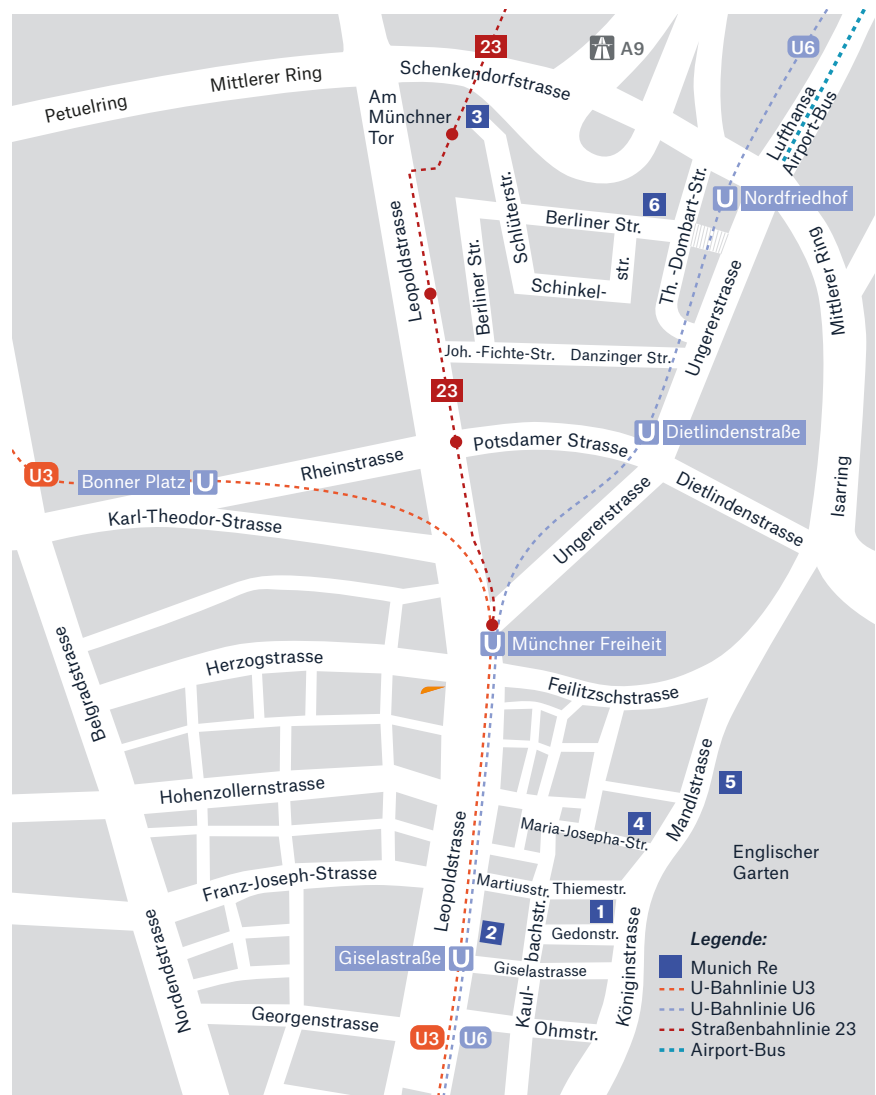 23
A9
U6
Mittlerer Ring
Petuelring
Schenkendorfstrasse
Am
Münchner
Tor
3
Lufthansa
Airport-Bus
Leopoldstrasse
Schlüterstr.
6
Berliner Str.
Th. -Dombart-Str.
Nordfriedhof
Berliner Str.
Schinkel-
str.
Ungererstrasse
Mittlerer Ring
Joh. -Fichte-Str.
Danzinger Str.
23
Potsdamer Strasse
Dietlindenstraße
U3
Bonner Platz
U
Rheinstrasse
Karl-Theodor-Strasse
Ungererstrasse
Dietlindenstrasse
Isarring
U
U
U
Münchner Freiheit
Belgradstrasse
Herzogstrasse
Feilitzschstrasse
Hohenzollernstrasse
Mandlstrasse
5
Maria-Josepha-Str.
4
Englischer
Garten
Leopoldstrasse
Franz-Joseph-Strasse
Martiusstr.
Thiemestr.
1
2
Gedonstr.
Kaul-
bachstr.
Königinstrasse
Giselastraße
U
Giselastrasse
Nordendstrasse
Georgenstrasse
Ohmstr.
U3
U6
Legende:
Munich Re
U-Bahnlinie U3
U-Bahnlinie U6
Straßenbahnlinie 23
Airport-Bus